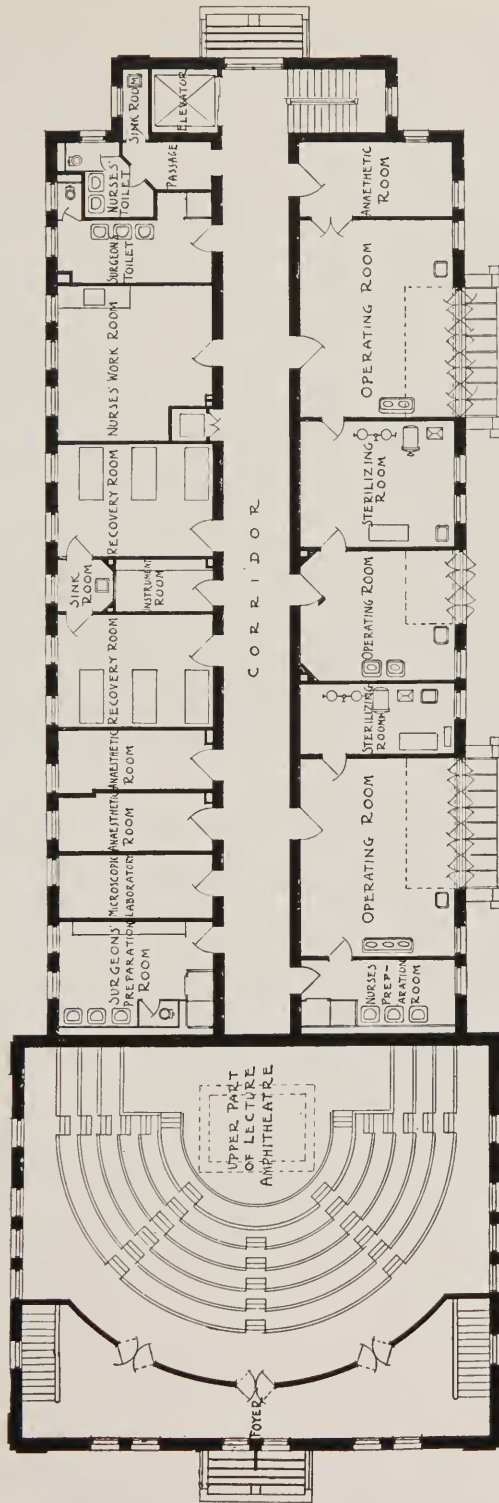 SINK ROOM
ELEVATOR
NURSES'
TOILET
PASSAGE
SURGEONS
TOILET
NURSES' WORK ROOM
RECOVERY ROOM
SINK
ROOM
INSTRUMENT
ROOM
RECOVERY ROOM
ANAESTHETIC
ROOM
ANAESTHETIC
ROOM
MICROSCOPIC
LABORATORY
SURGEONS'
PREPARATION
ROOM
CORRIDOR
ANAETHETIC
ROOM
OPERATING ROOM
STERILIZING
ROOM
OPERATING ROOM
STERILIZING
ROOM
OPERATING ROOM
NURSES
PREP-
ARATION
ROOM
UPPER PART
OF LECTURE
AMPHITHEATRE
FOYER